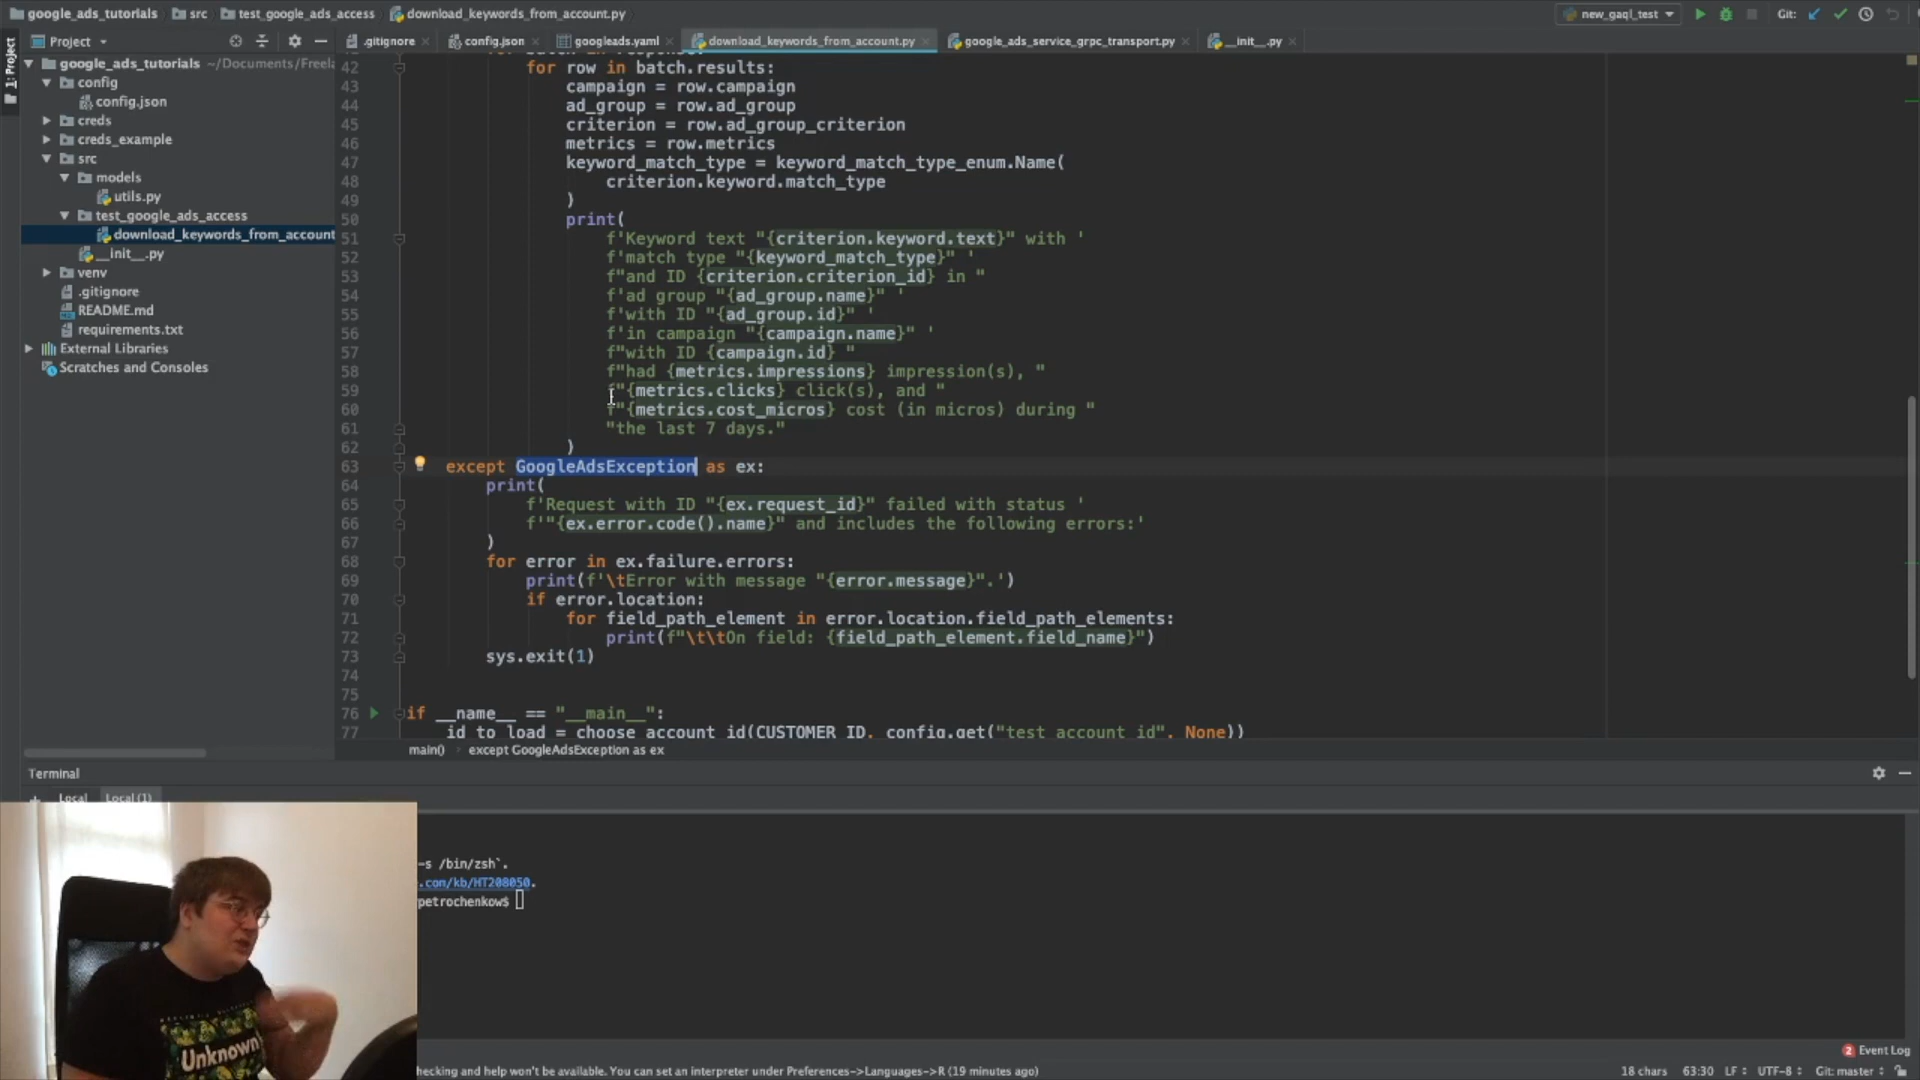 google_ads_tutorials
src
test_google_ads_access
download_keywords_from_account.py
new_gaql_test
Git:
1: Project
Project
.gitignore
config.json
googleads.yaml
download_keywords_from_account.py
google_ads_service_grpc_transport.py
__init__.py
google_ads_tutorials ~/Documents/Freela
config
config.json
creds
creds_example
src
models
utils.py
test_google_ads_access
download_keywords_from_account
__init__.py
venv
.gitignore
README.md
requirements.txt
External Libraries
Scratches and Consoles
42 for row in batch.results:
43 campaign = row.campaign
44 ad_group = row.ad_group
45 criterion = row.ad_group_criterion
46 metrics = row.metrics
47 keyword_match_type = keyword_match_type_enum.Name(
48 criterion.keyword.match_type
49 )
50 print(
51 f'Keyword text "{criterion.keyword.text}" with '
52 f'match type "{keyword_match_type}" '
53 f"and ID {criterion.criterion_id} in "
54 f'ad group "{ad_group.name}" '
55 f'with ID "{ad_group.id}" '
56 f'in campaign "{campaign.name}" '
57 f"with ID {campaign.id} "
58 f"had {metrics.impressions} impression(s), "
59 f"{metrics.clicks} click(s), and "
60 f"{metrics.cost_micros} cost (in micros) during "
61 "the last 7 days."
62 )
63 except GoogleAdsException as ex:
64 print(
65 f'Request with ID "{ex.request_id}" failed with status '
66 f'"{ex.error.code().name}" and includes the following errors:'
67 )
68 for error in ex.failure.errors:
69 print(f'\tError with message "{error.message}".')
70 if error.location:
71 for field_path_element in error.location.field_path_elements:
72 print(f"\t\tOn field: {field_path_element.field_name}")
73 sys.exit(1)
74
75
76 if __name__ == "__main__":
77 id_to_load = choose_account_id(CUSTOMER_ID, config.get("test_account_id", None))
main()
except GoogleAdsException as ex
Terminal
Local
Local (1)
-s /bin/zsh`.
.com/kb/HT208050.
petrochenkow$
Unknown
2 Event Log
hecking and help won't be available. You can set an interpreter under Preferences->Languages->R (19 minutes ago)
18 chars
63:30
LF
UTF-8
Git: master